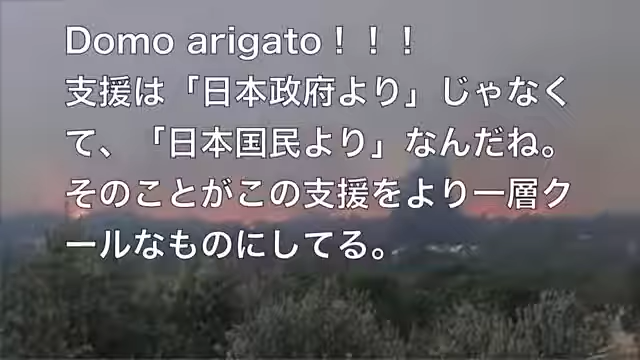 Domo arigato！！！
支援は「日本政府より」じゃなく
て、「日本国民より」なんだね。
そのことがこの支援をより一層ク
ールなものにしてる。